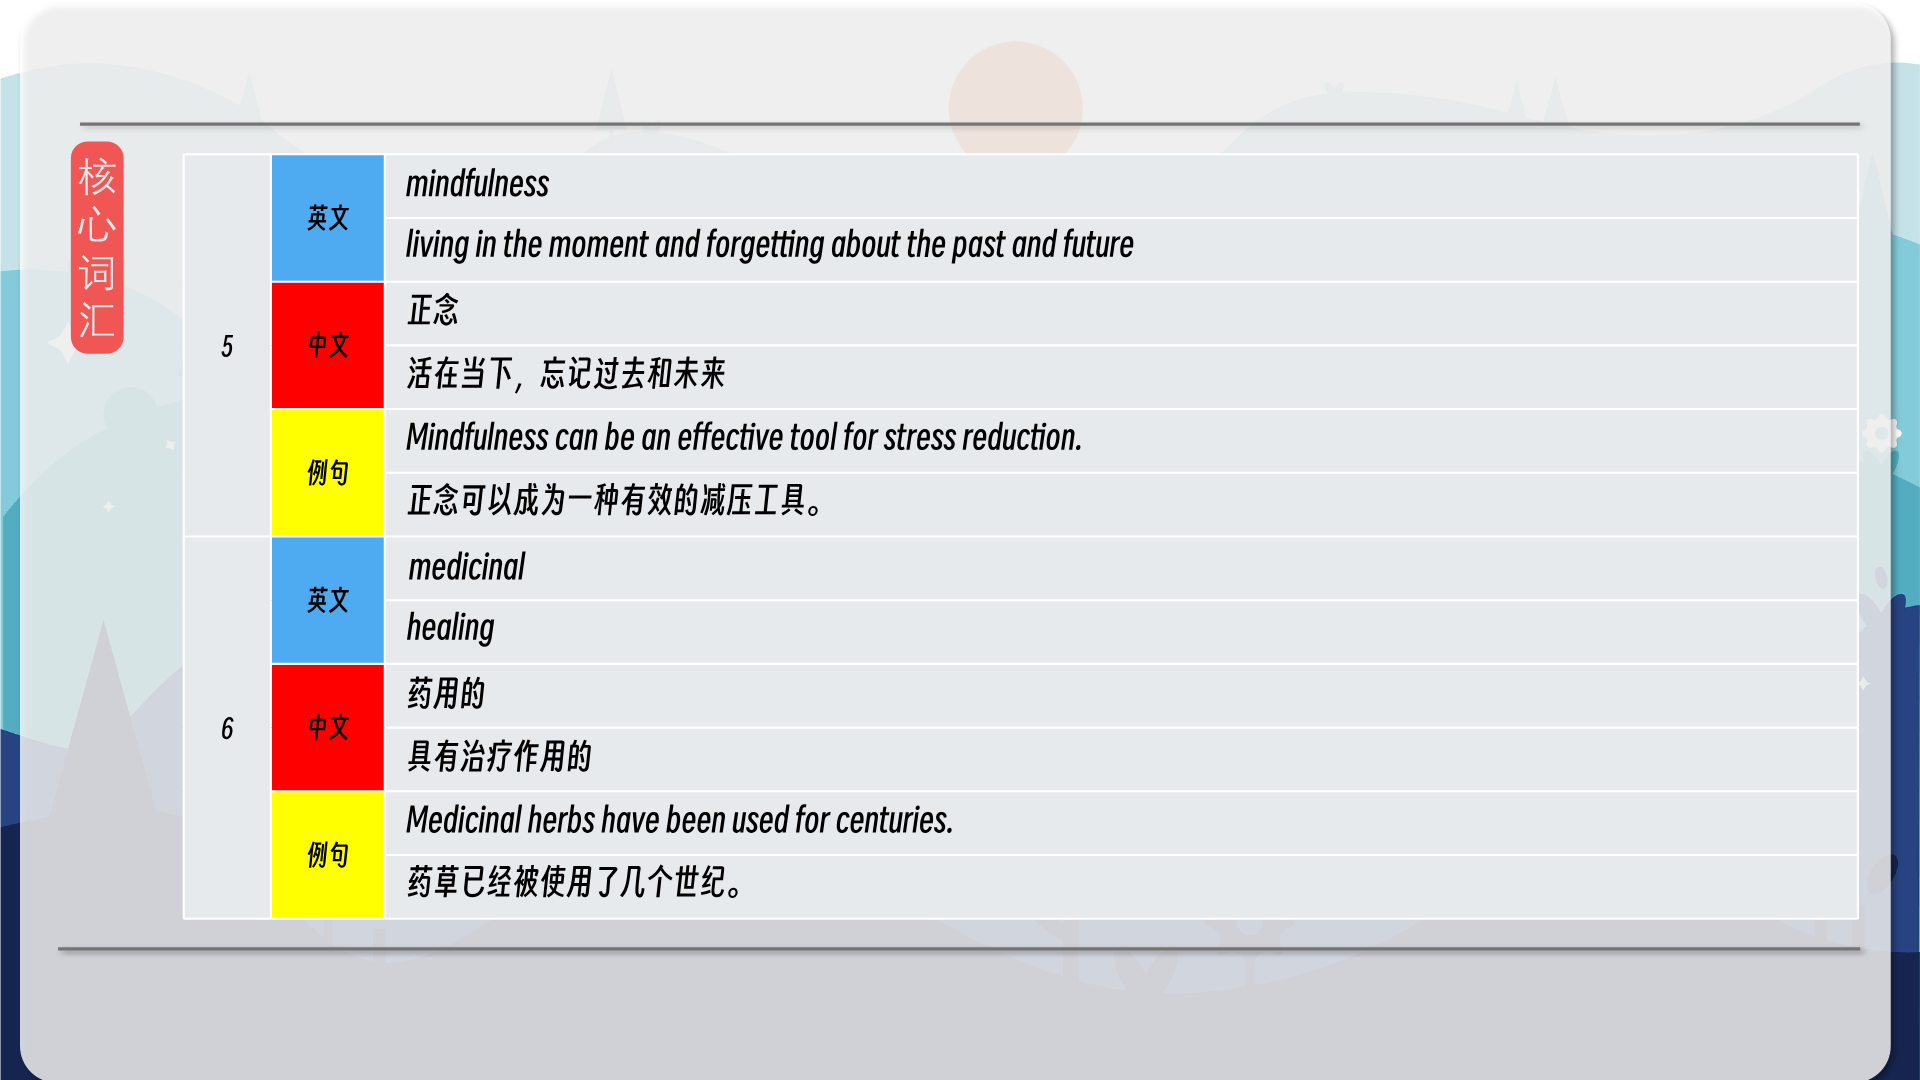 核
心
词
汇
5
英文
mindfulness
living in the moment and forgetting about the past and future
中文
正念
活在当下，忘记过去和未来
例句
Mindfulness can be an effective tool for stress reduction.
正念可以成为一种有效的减压工具。
6
英文
medicinal
healing
中文
药用的
具有治疗作用的
例句
Medicinal herbs have been used for centuries.
药草已经被使用了几个世纪。